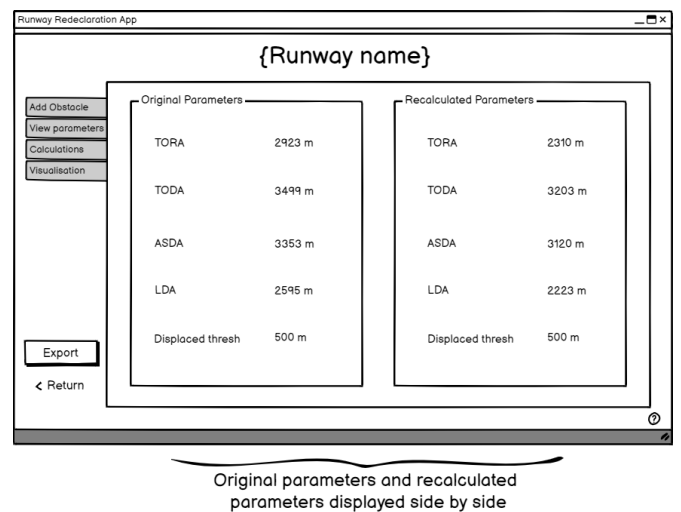 Runway Redeclaration App
{Runway name}
Add Obstacle
View parameters
Calculations
Visualisation
Export
< Return
Original Parameters
TORA 2923 m
TODA 3499 m
ASDA 3353 m
LDA 2595 m
Displaced thresh 500 m
Recalculated Parameters
TORA 2310 m
TODA 3203 m
ASDA 3120 m
LDA 2223 m
Displaced thresh 500 m
?
Original parameters and recalculated
parameters displayed side by side